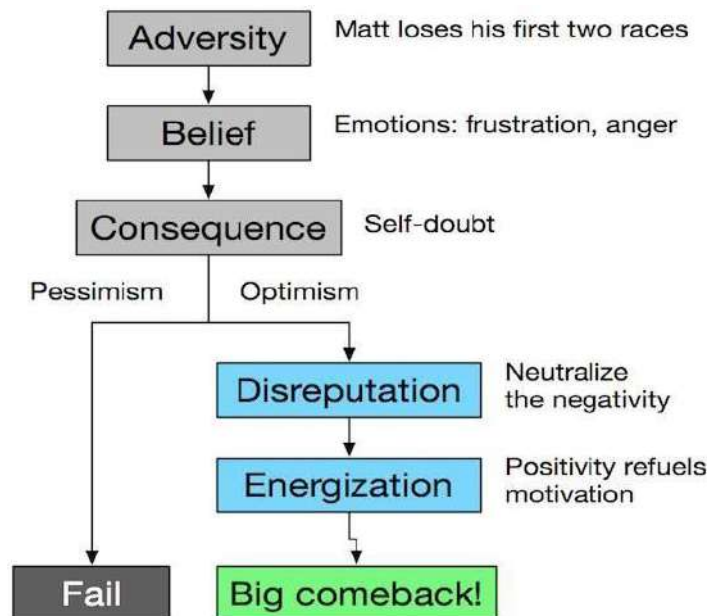 Adversity
Matt loses his first two races
Belief
Emotions: frustration, anger
Consequence
Self-doubt
Pessimism
Optimism
Disreputation
Neutralize
the negativity
Energization
Positivity refuels
motivation
Fail
Big comeback!